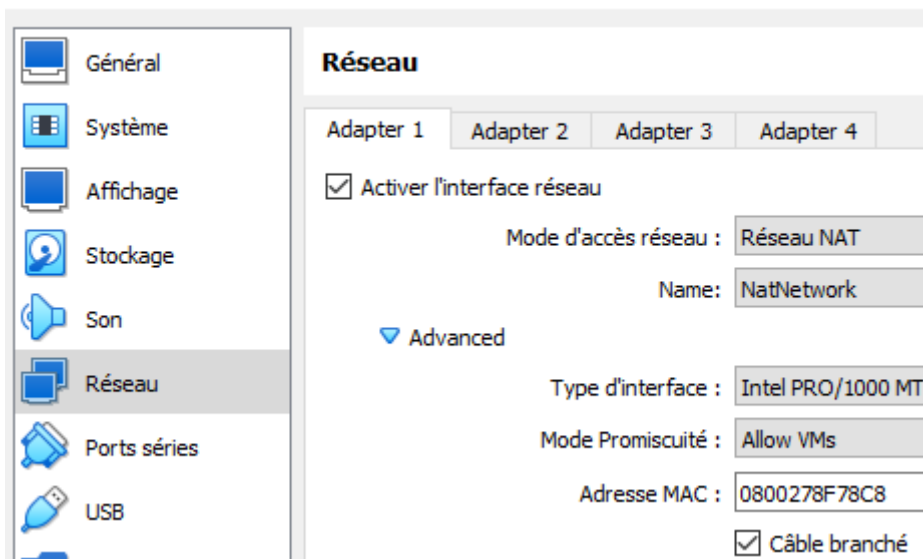 Général
Système
Affichage
Stockage
Son
Réseau
Ports séries
USB
Réseau
Adapter 1 Adapter 2 Adapter 3 Adapter 4
Activer l'interface réseau
Mode d'accès réseau : Réseau NAT
Name: NatNetwork
Advanced
Type d'interface : Intel PRO/1000 MT
Mode Promiscuité : Allow VMs
Adresse MAC : 0800278F78C8
Câble branché